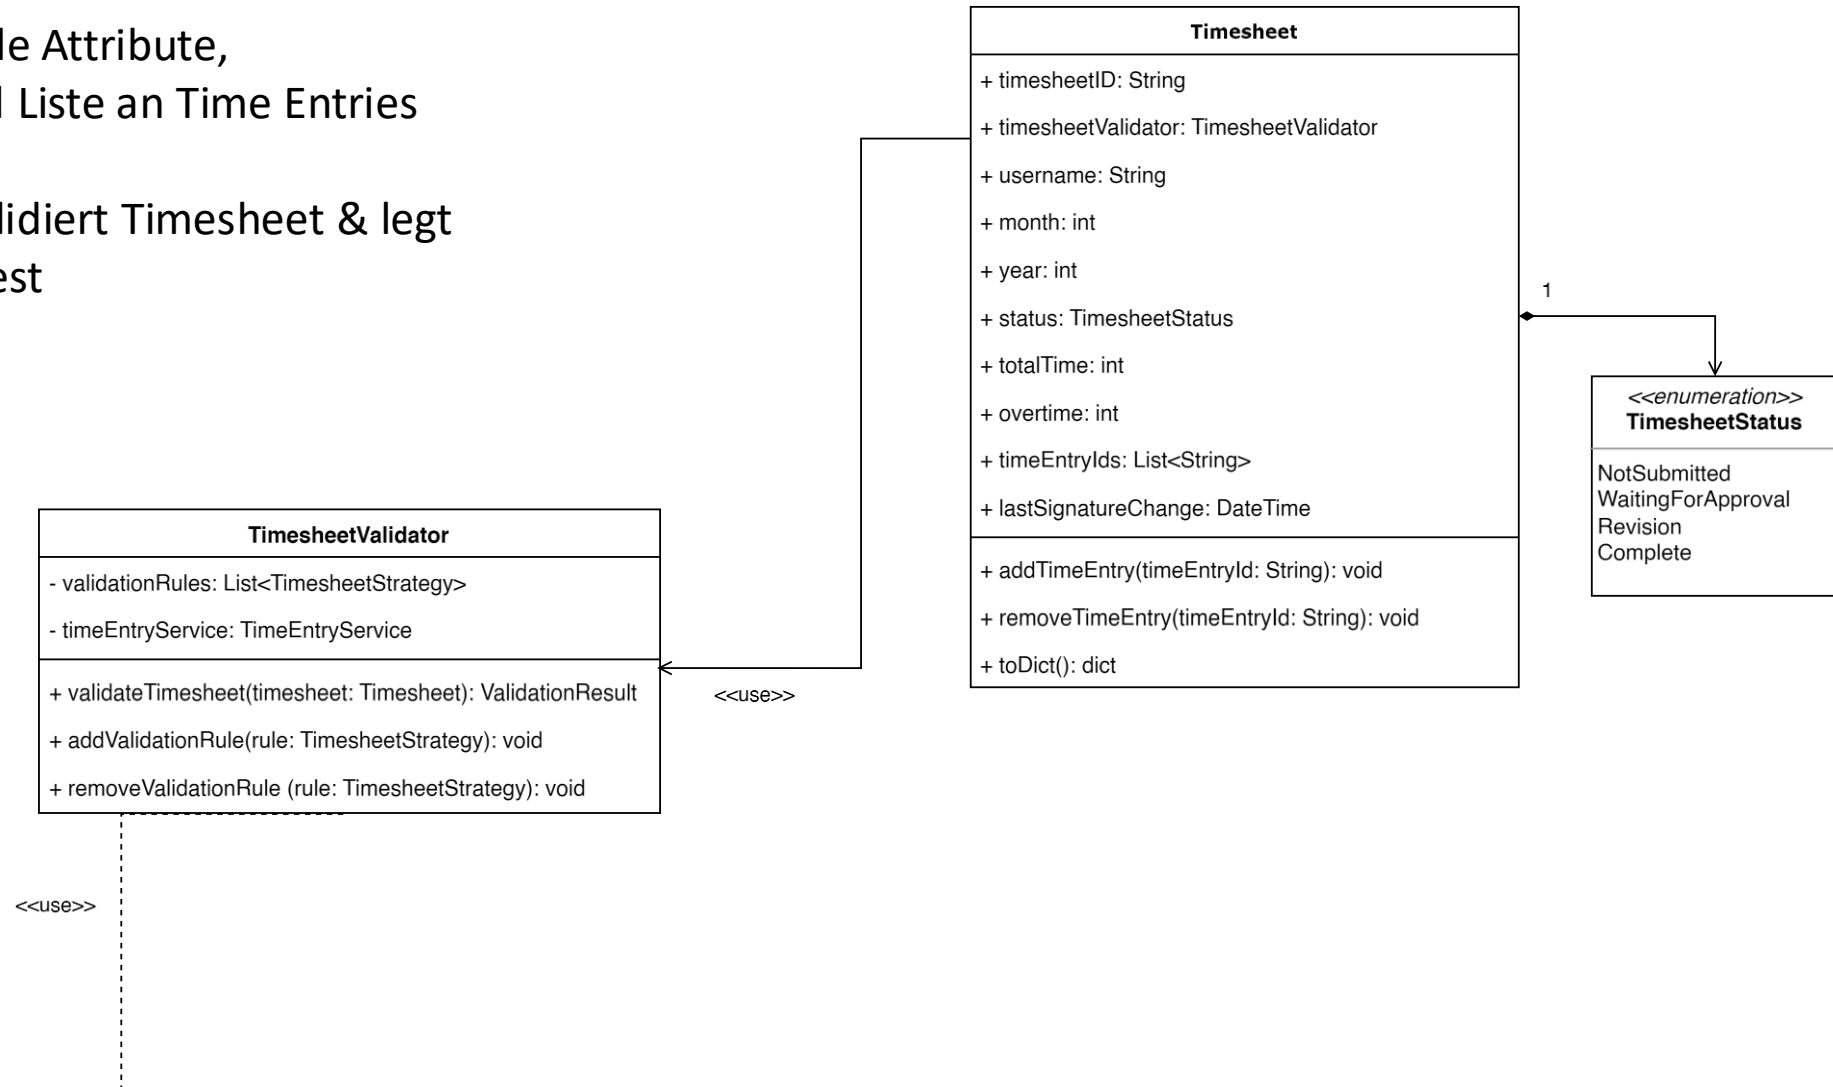 le Attribute,
Liste an Time Entries
lidiert Timesheet & legt
est
Timesheet
+ timesheetID: String
+ timesheetValidator: TimesheetValidator
+ username: String
+ month: int
+ year: int
+ status: TimesheetStatus
+ totalTime: int
+ overtime: int
+ timeEntryIds: List<String>
+ lastSignatureChange: DateTime
+ addTimeEntry(timeEntryId: String): void
+ removeTimeEntry(timeEntryId: String): void
+ toDict(): dict
1
<<enumeration>>
TimesheetStatus
NotSubmitted
WaitingForApproval
Revision
Complete
TimesheetValidator
- validationRules: List<TimesheetStrategy>
- timeEntryService: TimeEntryService
+ validateTimesheet(timesheet: Timesheet): ValidationResult
+ addValidationRule(rule: TimesheetStrategy): void
+ removeValidationRule (rule: TimesheetStrategy): void
<<use>>
<<use>>